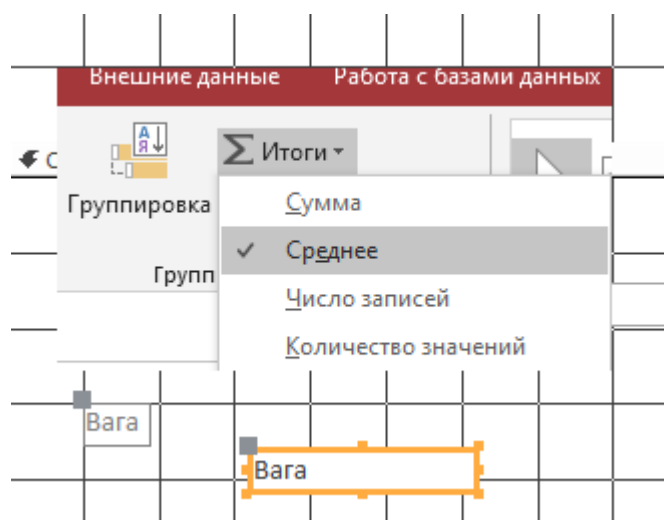 Внешние данные Работа с базами данных
Σ Итоги
Группировка
Сумма
Среднее
Групп
Число записей
Количество значений
Вага
Вага